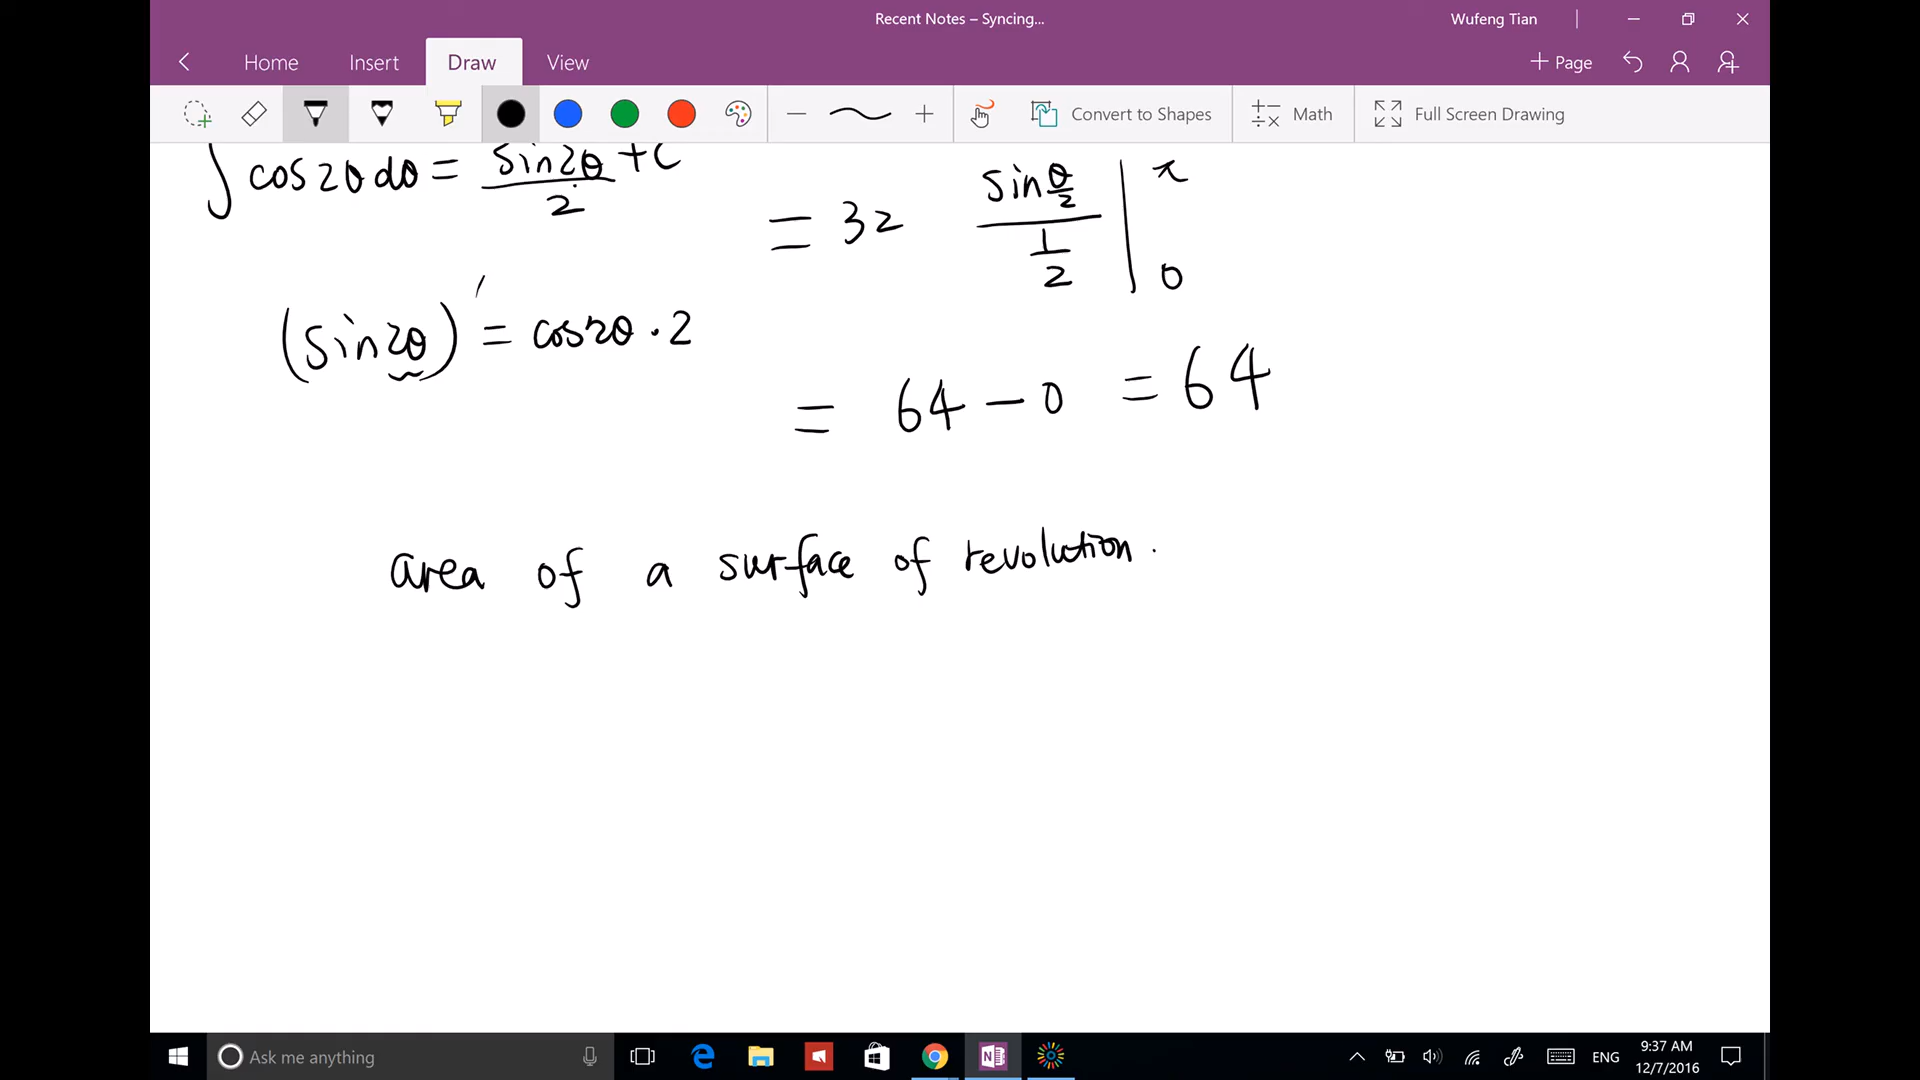 Recent Notes – Syncing...
Wufeng Tian
Home Insert Draw View
+ Page
Convert to Shapes
Math
Full Screen Drawing
∫ cos2θ dθ = sin2θ/2 + C
= 32 sin(θ/2)/(1/2) |₀^π
(sin2θ)' = cos2θ · 2
= 64 − 0 = 64
area of a surface of revolution.
Ask me anything
ENG
9:37 AM
12/7/2016